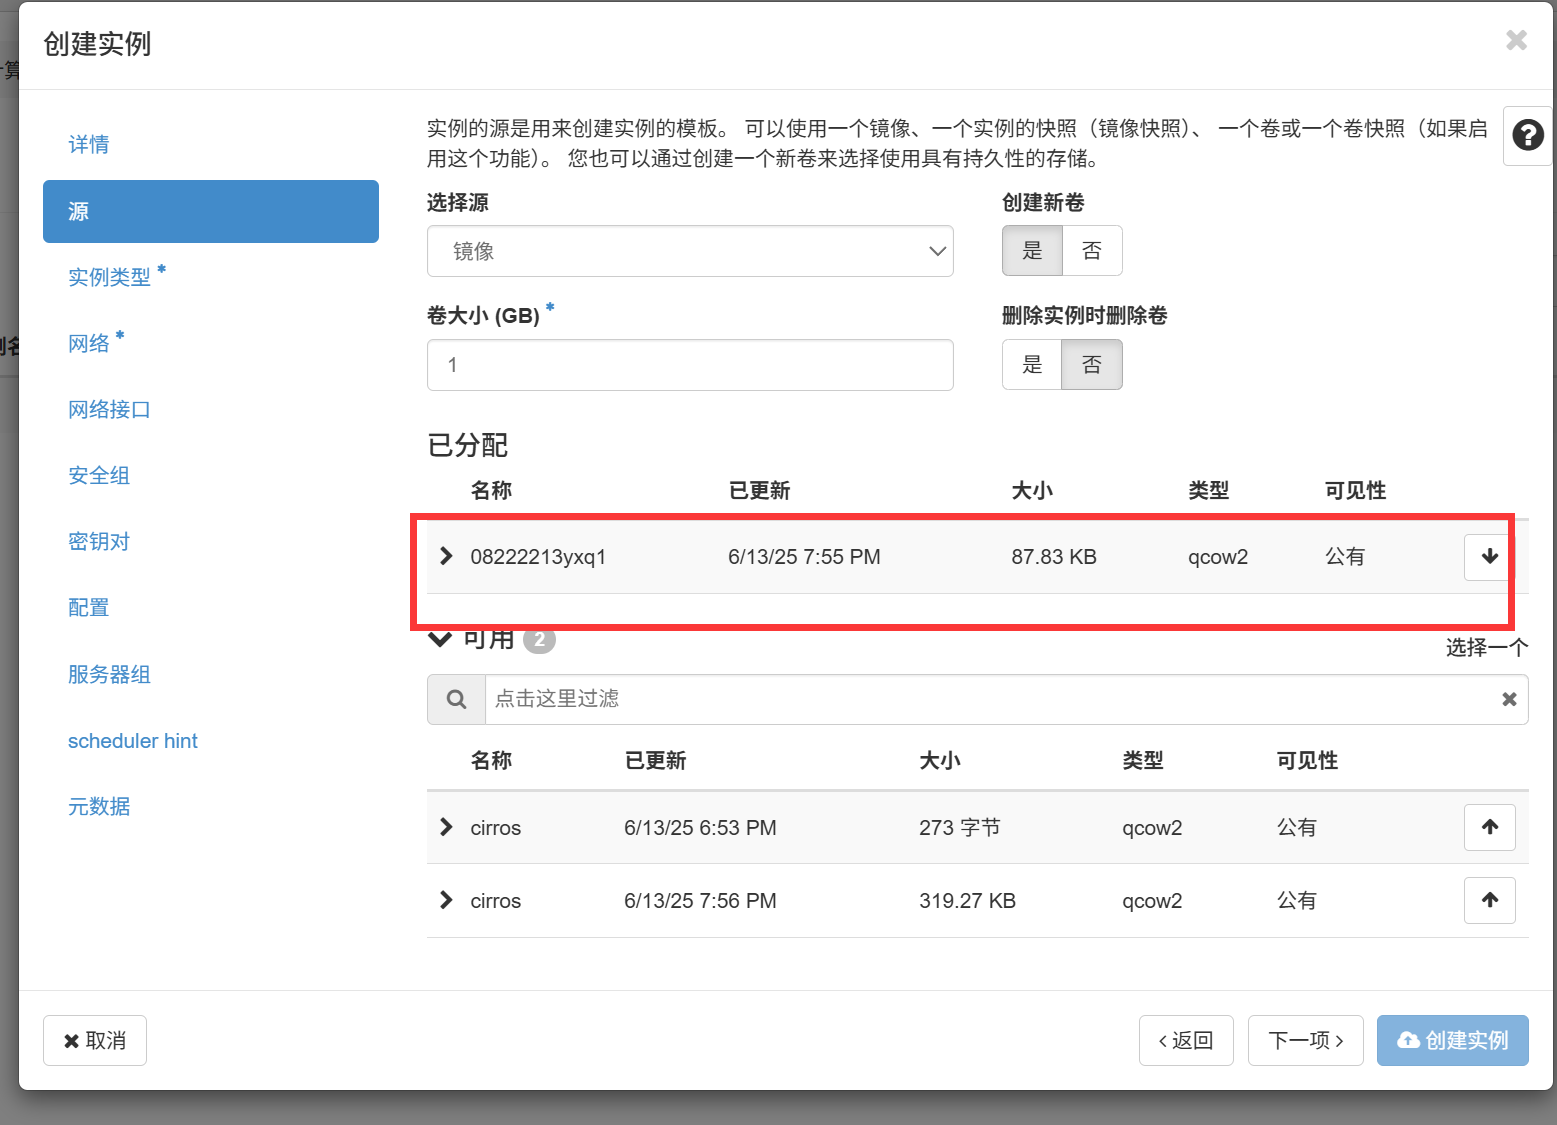 创建实例
计算
详情
源
实例类型 *
网络 *
网络接口
安全组
密钥对
配置
服务器组
scheduler hint
元数据
实例的源是用来创建实例的模板。 可以使用一个镜像、一个实例的快照（镜像快照）、 一个卷或一个卷快照（如果启
用这个功能）。 您也可以通过创建一个新卷来选择使用具有持久性的存储。
选择源 创建新卷
镜像 是 否
卷大小 (GB) * 删除实例时删除卷
1 是 否
已分配
名称 已更新 大小 类型 可见性
08222213yxq1 6/13/25 7:55 PM 87.83 KB qcow2 公有
可用 2
选择一个
点击这里过滤
名称 已更新 大小 类型 可见性
cirros 6/13/25 6:53 PM 273 字节 qcow2 公有
cirros 6/13/25 7:56 PM 319.27 KB qcow2 公有
取消 返回 下一项 创建实例